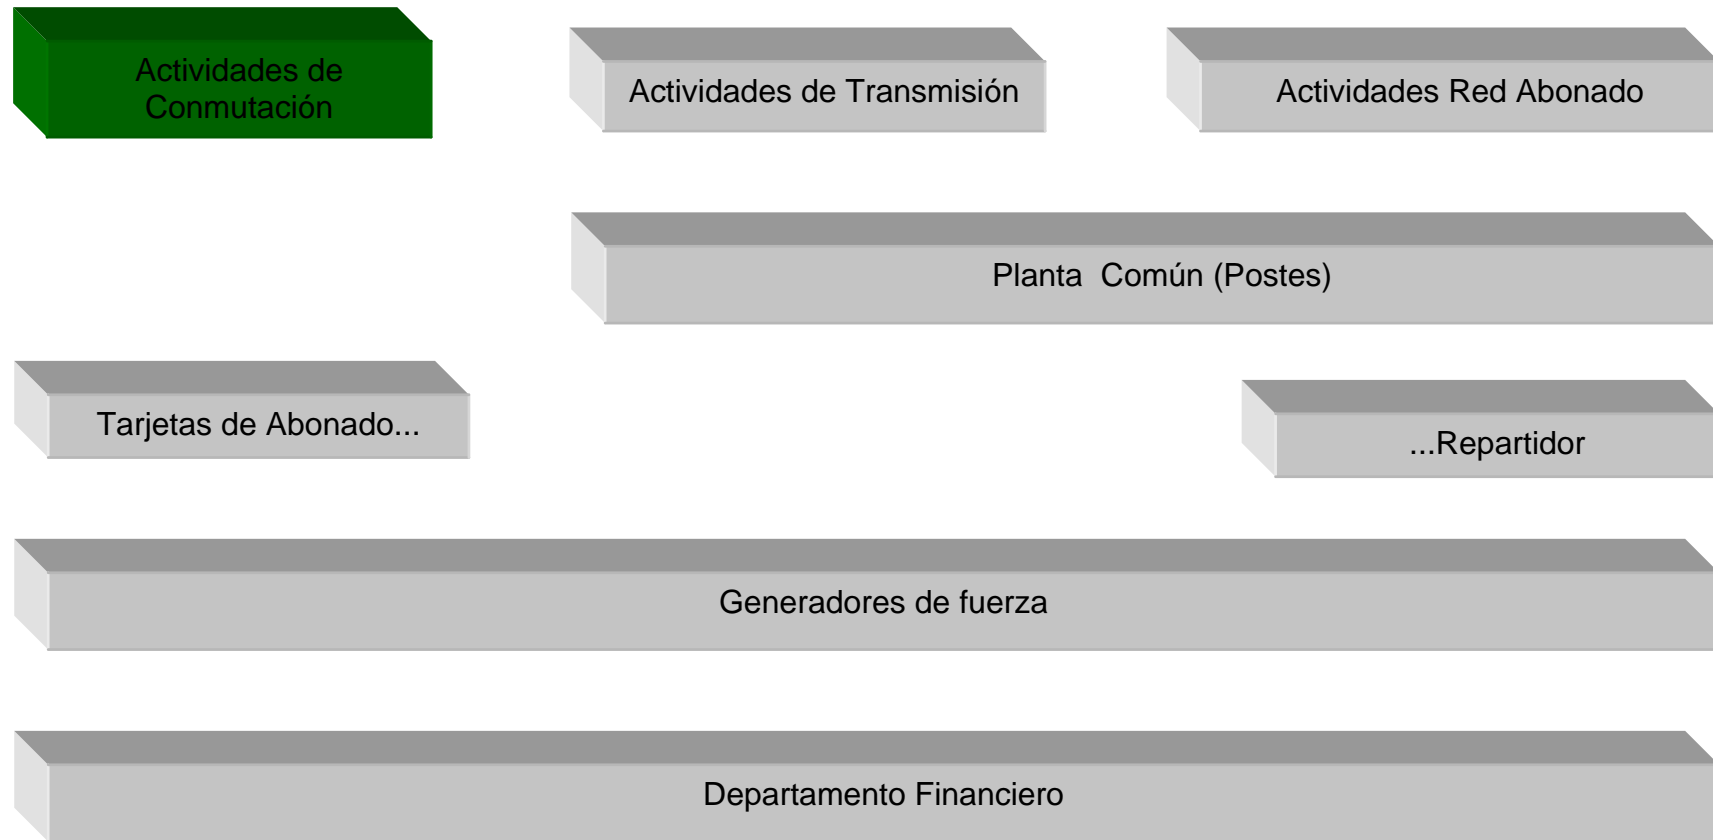 Actividades de
Conmutación
Actividades de Transmisión
Actividades Red Abonado
Planta  Común (Postes)
Tarjetas de Abonado...
...Repartidor
Generadores de fuerza
Departamento Financiero